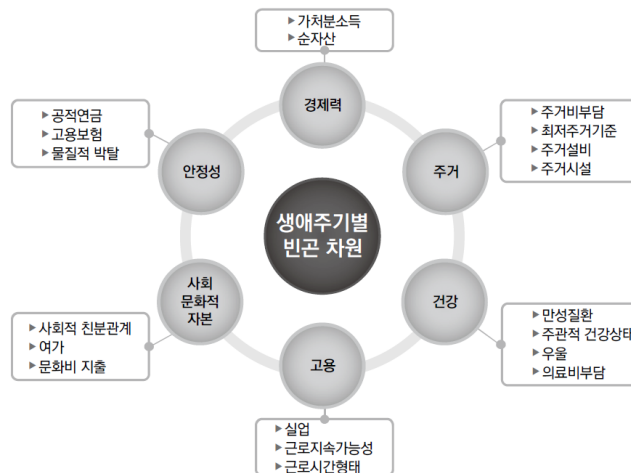 ▶ 가처분소득
▶ 순자산
경제력
▶ 공적연금
▶ 고용보험
▶ 물질적 박탈
안정성
▶ 주거비부담
▶ 최저주거기준
▶ 주거설비
▶ 주거시설
주거
생애주기별
빈곤 차원
사회
문화적
자본
▶ 사회적 친분관계
▶ 여가
▶ 문화비 지출
건강
▶ 만성질환
▶ 주관적 건강상태
▶ 우울
▶ 의료비부담
고용
▶ 실업
▶ 근로지속가능성
▶ 근로시간형태